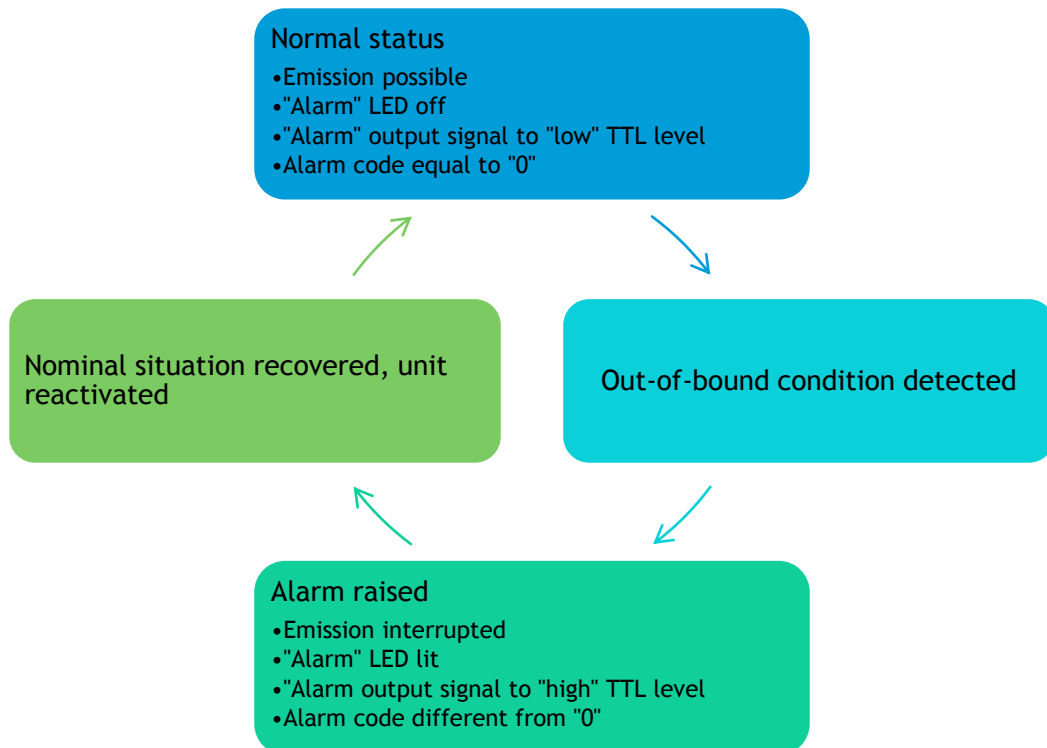 Normal status
•Emission possible
•"Alarm" LED off
•"Alarm" output signal to "low" TTL level
•Alarm code equal to "0"
Nominal situation recovered, unit
reactivated
Out-of-bound condition detected
Alarm raised
•Emission interrupted
•"Alarm" LED lit
•"Alarm output signal to "high" TTL level
•Alarm code different from "0"